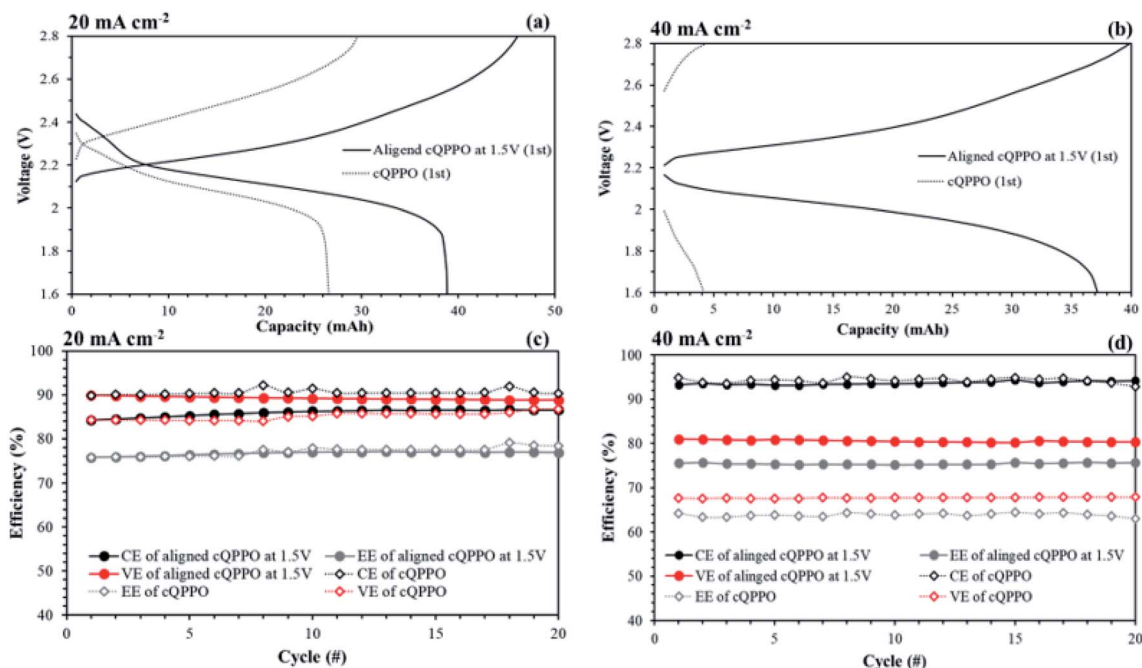 20 mA cm-2
(a)
2.8
2.6
2.4
2.2
2
1.8
1.6
Voltage (V)
Aligend cQPPO at 1.5V (1st)
cQPPO (1st)
0 10 20 30 40 50
Capacity (mAh)
40 mA cm-2
(b)
2.8
2.6
2.4
2.2
2
1.8
1.6
Voltage (V)
Aligned cQPPO at 1.5V (1st)
cQPPO (1st)
0 5 10 15 20 25 30 35 40
Capacity (mAh)
20 mA cm-2
(c)
100
90
80
70
60
50
40
Efficiency (%)
CE of aligned cQPPO at 1.5V EE of aligned cQPPO at 1.5V
VE of aligned cQPPO at 1.5V CE of cQPPO
EE of cQPPO VE of cQPPO
0 5 10 15 20
Cycle (#)
40 mA cm-2
(d)
100
90
80
70
60
50
40
Efficiency (%)
CE of alinged cQPPO at 1.5V EE of alinged cQPPO at 1.5V
VE of alinged cQPPO at 1.5V CE of cQPPO
EE of cQPPO VE of cQPPO
0 5 10 15 20
Cycle (#)